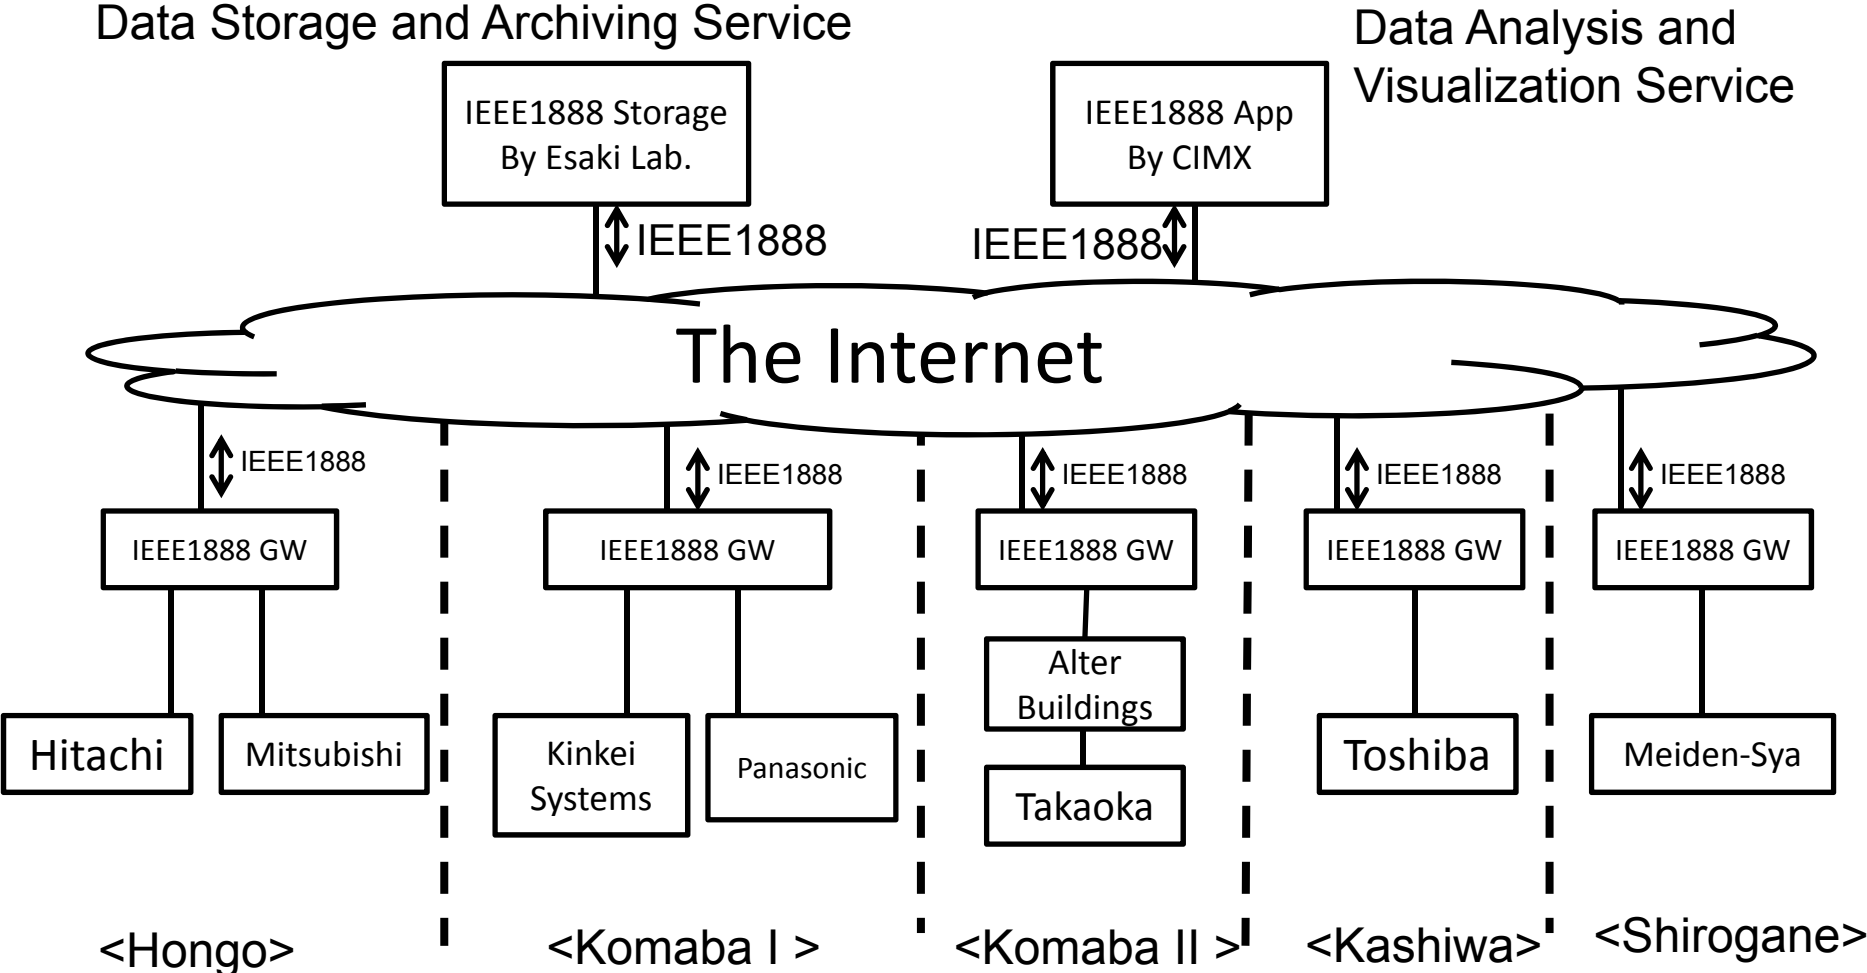 Data Storage and Archiving Service
Data Analysis and
Visualization Service
IEEE1888 Storage
By Esaki Lab.
IEEE1888 App
By CIMX
IEEE1888
IEEE1888
The Internet
IEEE1888
IEEE1888
IEEE1888
IEEE1888
IEEE1888
IEEE1888 GW
IEEE1888 GW
IEEE1888 GW
IEEE1888 GW
IEEE1888 GW
Alter
Buildings
Hitachi
Mitsubishi
Kinkei
Systems
Panasonic
Takaoka
Toshiba
Meiden-Sya
<Hongo>
<Komaba I >
<Komaba II >
<Kashiwa>
<Shirogane>